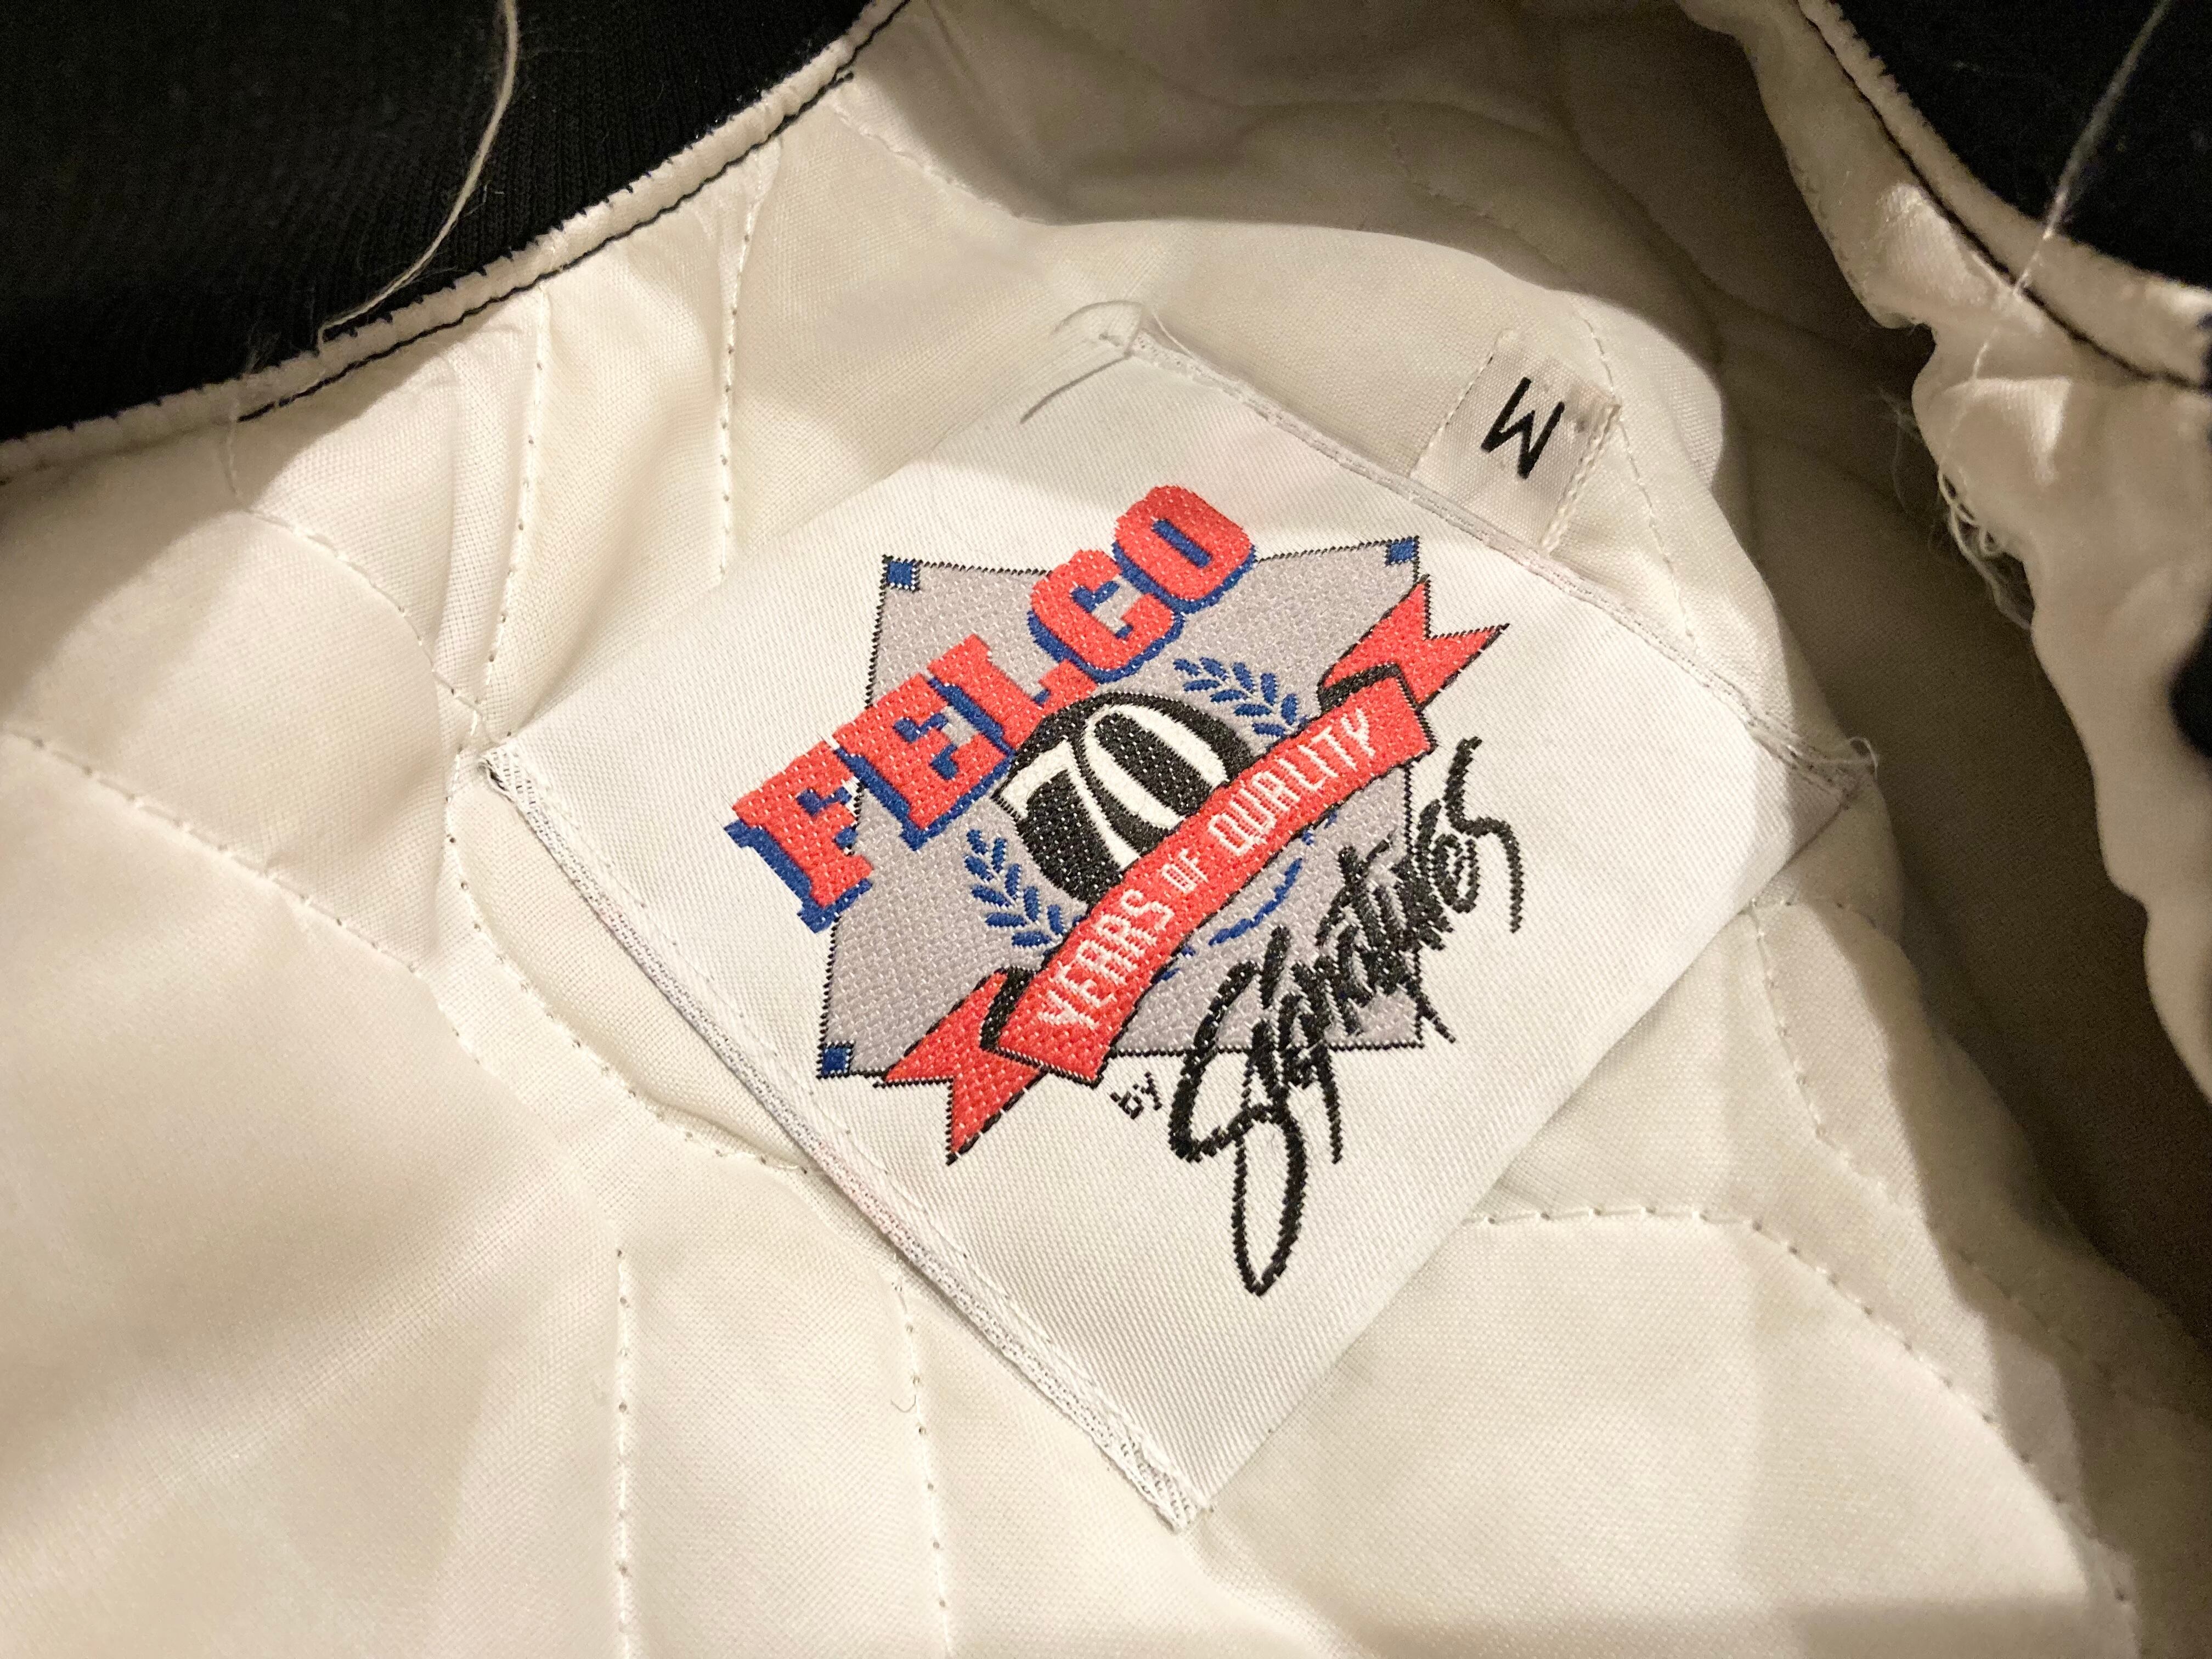 M
FELCO
70
YEARS OF QUALITY
by
Signatures